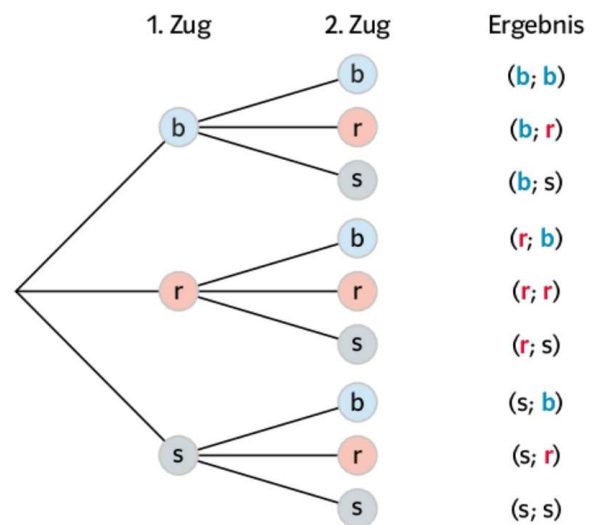 1. Zug 2. Zug Ergebnis
b (b; b)
b r (b; r)
s (b; s)
b (r; b)
r r (r; r)
s (r; s)
b (s; b)
s r (s; r)
s (s; s)